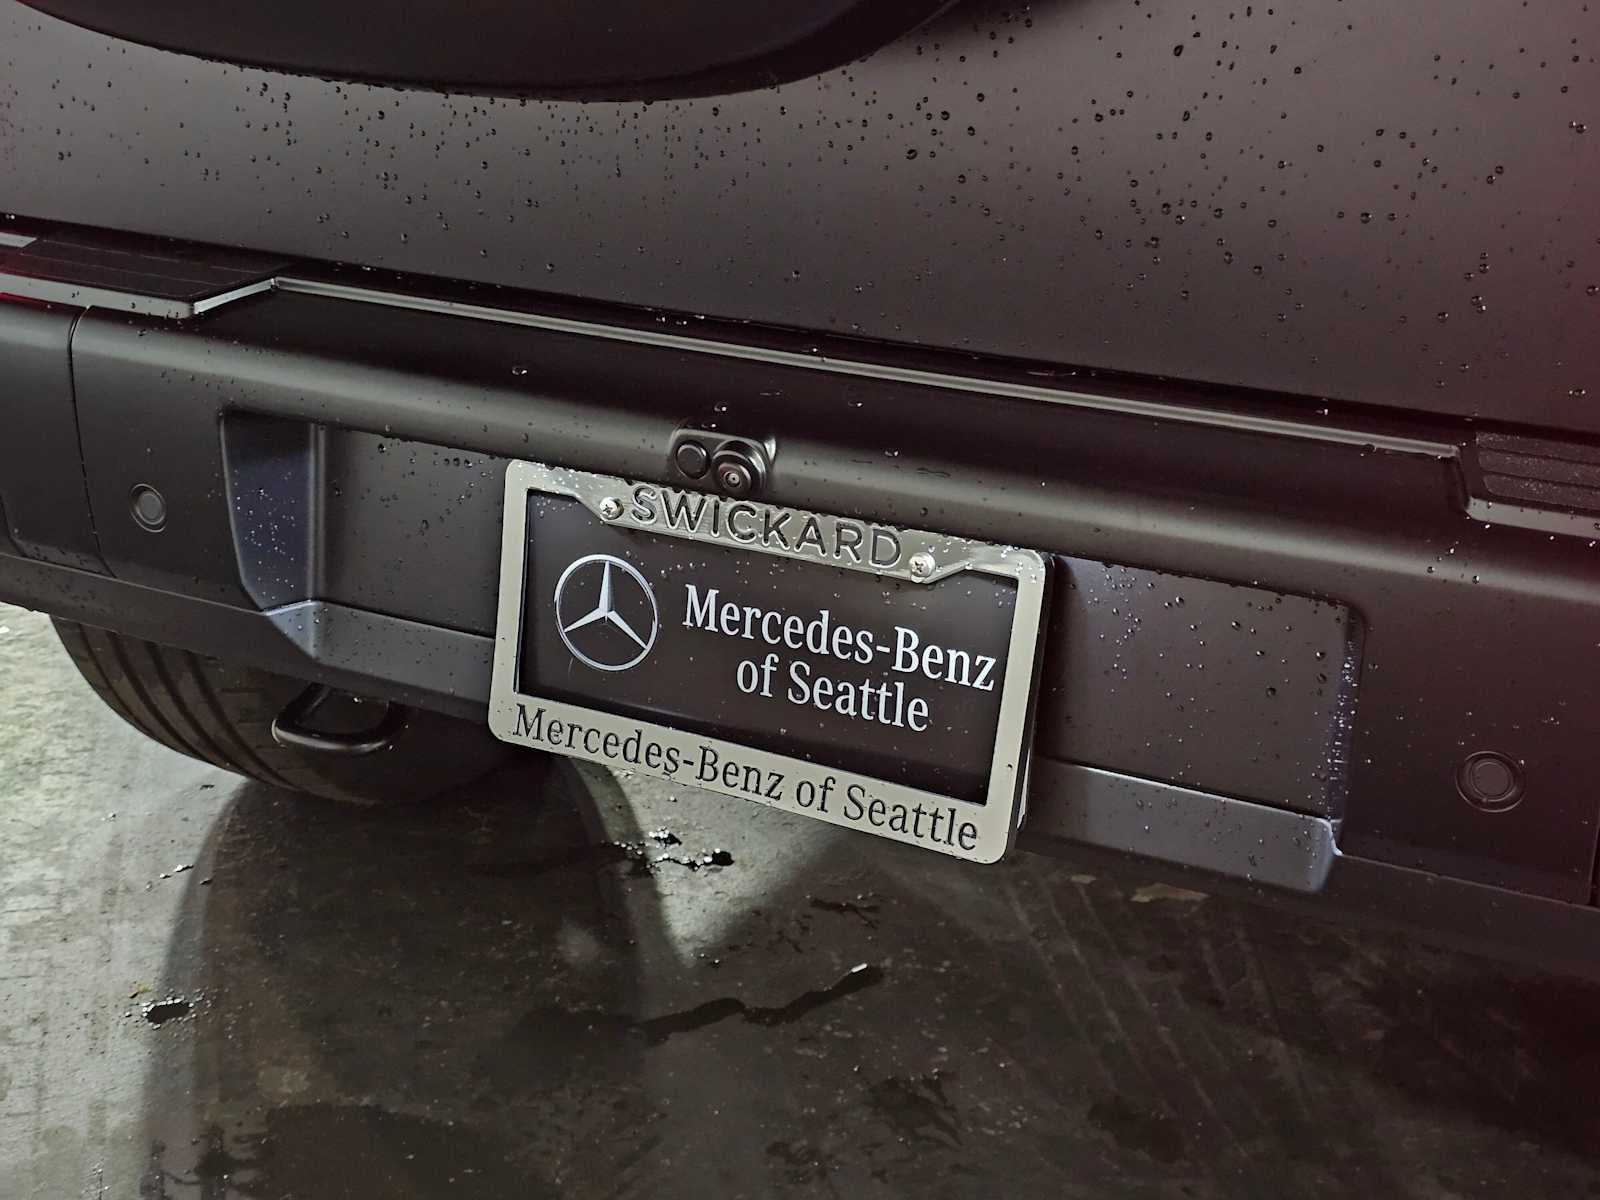 SWICKARD
Mercedes-Benz
of Seattle
Mercedes-Benz of Seattle